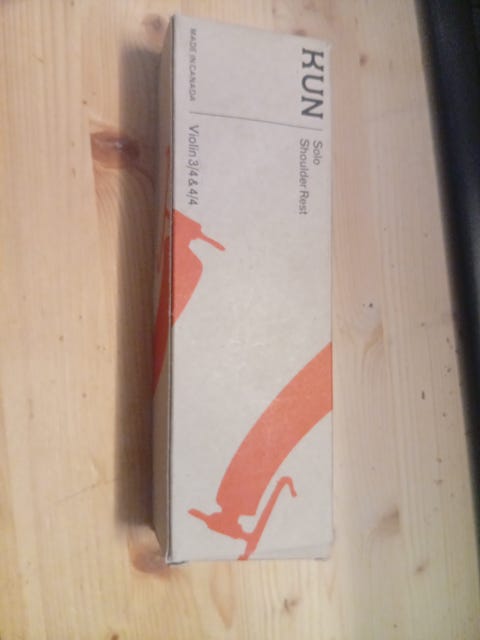 KUN
Solo
Shoulder Rest
MADE IN CANADA
Violin 3/4 & 4/4